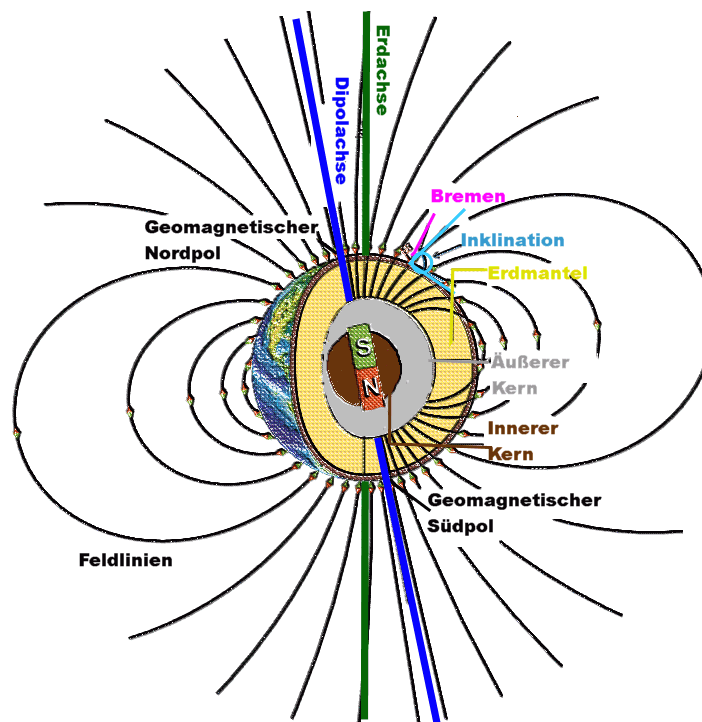 Erdachse
Dipolachse
Bremen
Geomagnetischer
Nordpol
Inklination
Erdmantel
S
N
Äußerer
Kern
Innerer
Kern
Geomagnetischer
Südpol
Feldlinien